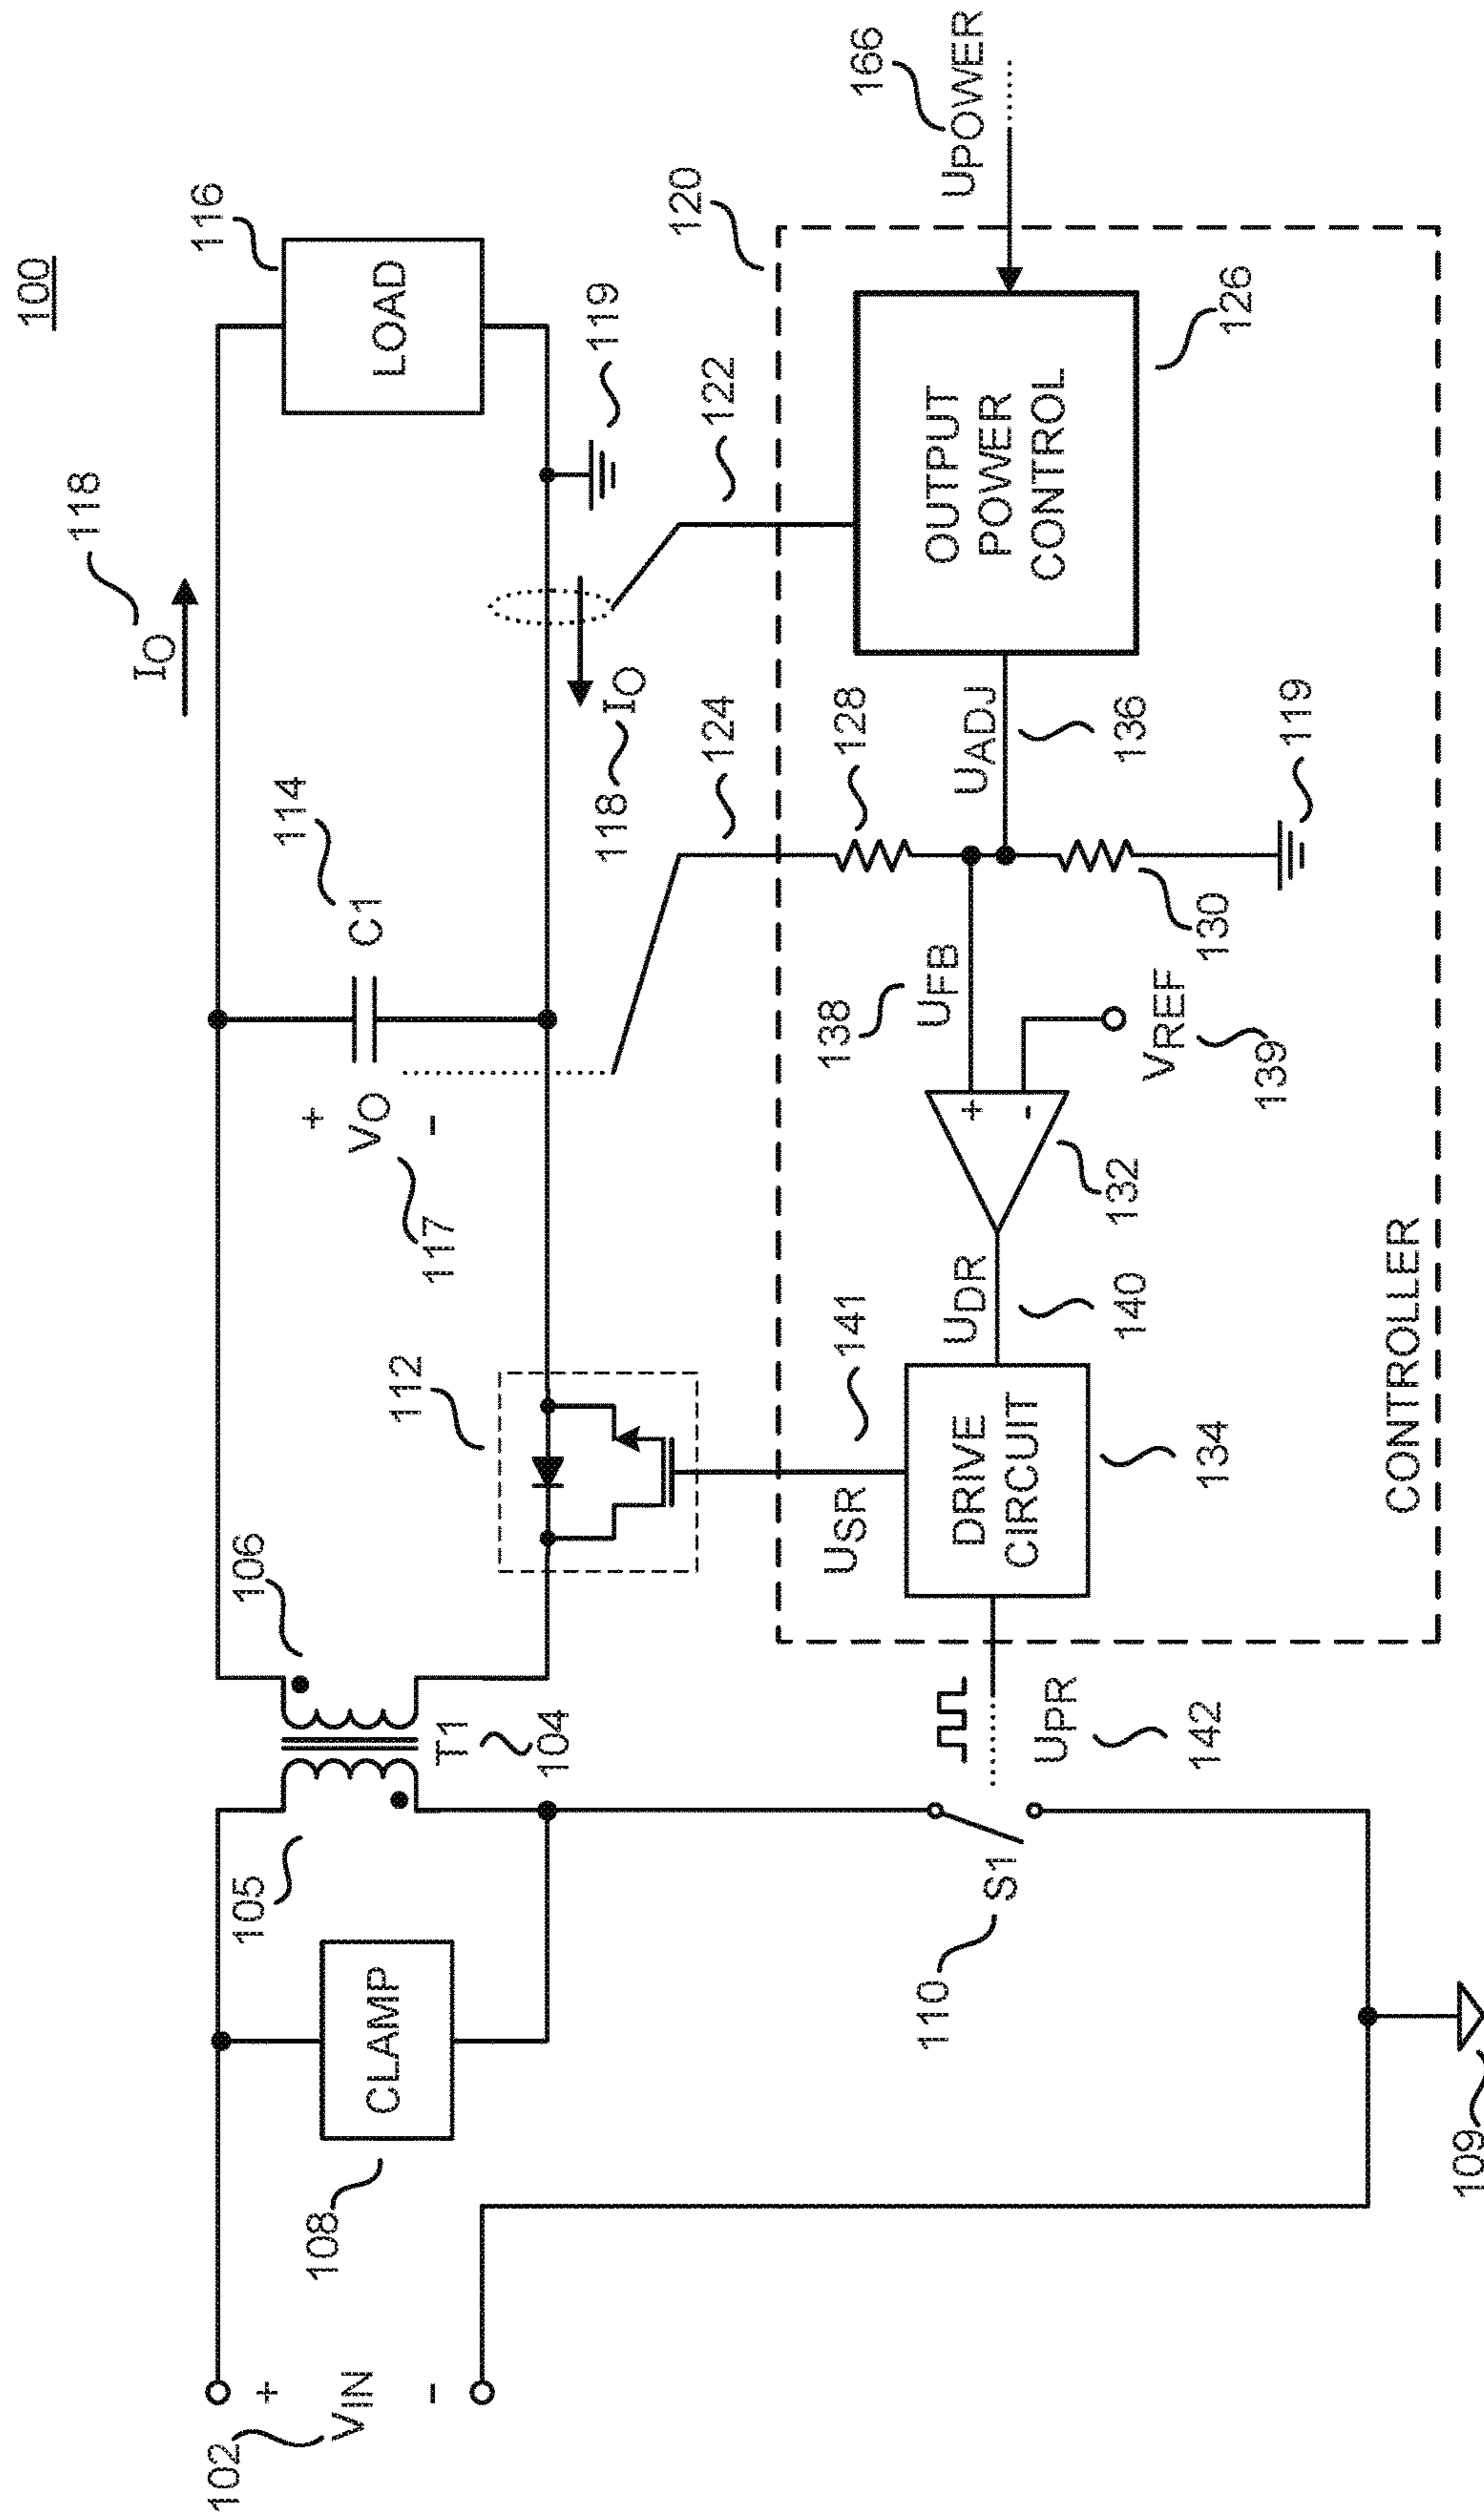 100
118
IO
106
116
LOAD
105
114
C1
+
VO
-
117
112
119
118 IO
T1
104
108
CLAMP
102
+
VIN
-
124
122
120
166
UPOWER
141
USR
128
138
UFB
UADJ
136
OUTPUT
POWER
CONTROL
126
DRIVE
CIRCUIT
134
UDR
140
+
-
132
VREF
139
130
119
UPR
142
110
S1
CONTROLLER
109